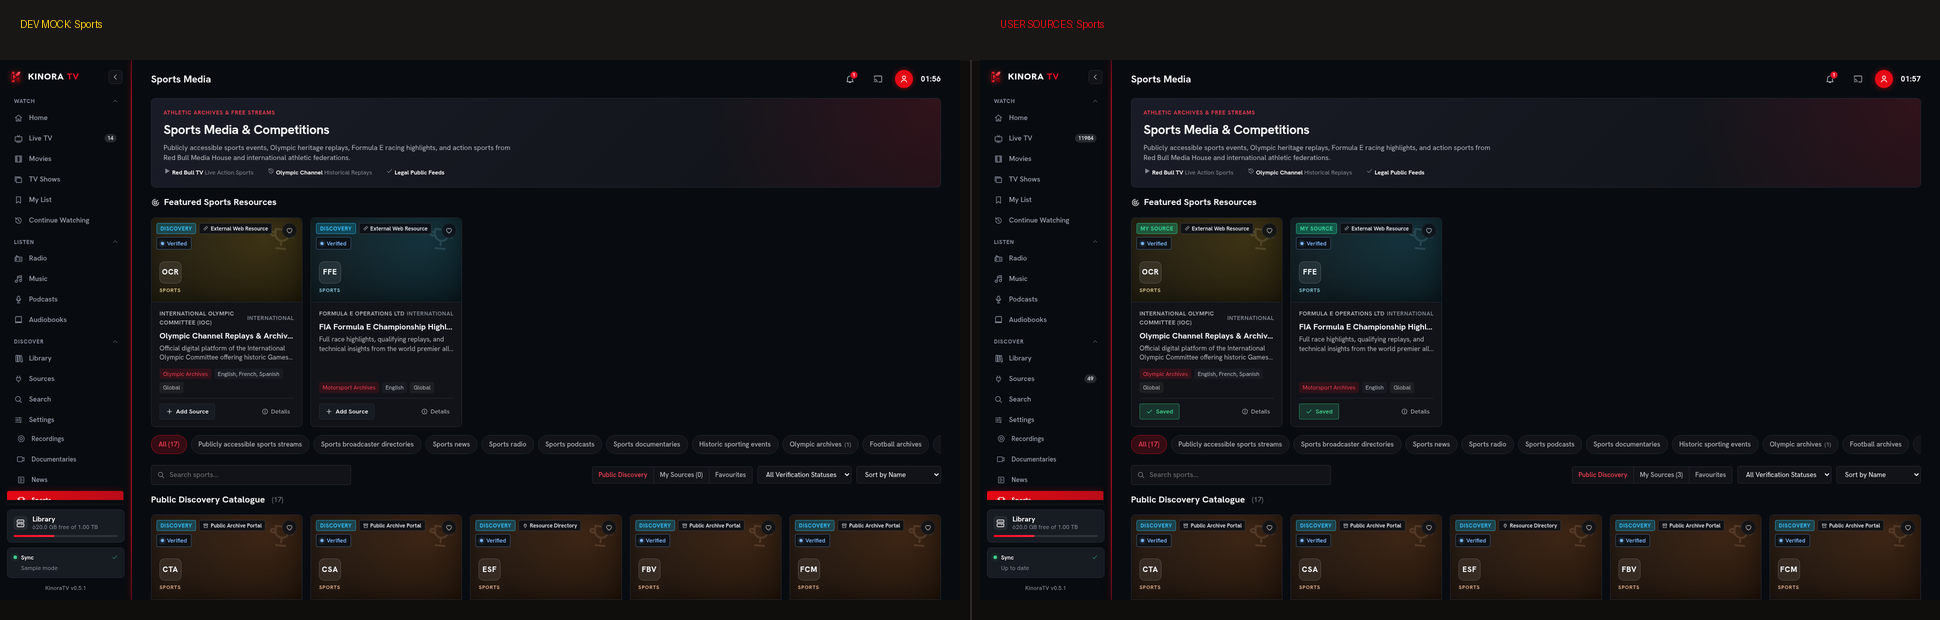 DEV MOCK: Sports
KINORA TV
WATCH
Home
Live TV 14
Movies
TV Shows
My List
Continue Watching
LISTEN
Radio
Music
Podcasts
Audiobooks
DISCOVER
Library
Sources
Search
Settings
Recordings
Documentaries
News
Sports
Library
620.0 GB free of 1.00 TB
Sync
Sample mode
KinoraTV v0.5.1
Sports Media
1
01:56
ATHLETIC ARCHIVES & FREE STREAMS
Sports Media & Competitions
Publicly accessible sports events, Olympic heritage replays, Formula E racing highlights, and action sports from
Red Bull Media House and international athletic federations.
Red Bull TV Live Action Sports Olympic Channel Historical Replays Legal Public Feeds
Featured Sports Resources
DISCOVERY External Web Resource
Verified
OCR
SPORTS
INTERNATIONAL OLYMPIC
COMMITTEE (IOC) INTERNATIONAL
Olympic Channel Replays & Archiv...
Official digital platform of the International
Olympic Committee offering historic Games...
Olympic Archives English, French, Spanish
Global
+ Add Source Details
DISCOVERY External Web Resource
Verified
FFE
SPORTS
FORMULA E OPERATIONS LTD INTERNATIONAL
FIA Formula E Championship Highl...
Full race highlights, qualifying replays, and
technical insights from the world premier all...
Motorsport Archives English Global
+ Add Source Details
All (17) Publicly accessible sports streams Sports broadcaster directories Sports news Sports radio Sports podcasts Sports documentaries Historic sporting events Olympic archives (1) Football archives
Search sports...
Public Discovery My Sources (0) Favourites All Verification Statuses Sort by Name
Public Discovery Catalogue (17)
DISCOVERY Public Archive Portal
Verified
CTA
SPORTS
DISCOVERY Public Archive Portal
Verified
CSA
SPORTS
DISCOVERY Resource Directory
Verified
ESF
SPORTS
DISCOVERY Public Archive Portal
Verified
FBV
SPORTS
DISCOVERY Public Archive Portal
Verified
FCM
SPORTS
USER SOURCES: Sports
KINORA TV
WATCH
Home
Live TV 11984
Movies
TV Shows
My List
Continue Watching
LISTEN
Radio
Music
Podcasts
Audiobooks
DISCOVER
Library
Sources 49
Search
Settings
Recordings
Documentaries
News
Sports
Library
620.0 GB free of 1.00 TB
Sync
Up to date
KinoraTV v0.5.1
Sports Media
1
01:57
ATHLETIC ARCHIVES & FREE STREAMS
Sports Media & Competitions
Publicly accessible sports events, Olympic heritage replays, Formula E racing highlights, and action sports from
Red Bull Media House and international athletic federations.
Red Bull TV Live Action Sports Olympic Channel Historical Replays Legal Public Feeds
Featured Sports Resources
MY SOURCE External Web Resource
Verified
OCR
SPORTS
INTERNATIONAL OLYMPIC
COMMITTEE (IOC) INTERNATIONAL
Olympic Channel Replays & Archiv...
Official digital platform of the International
Olympic Committee offering historic Games...
Olympic Archives English, French, Spanish
Global
Saved Details
MY SOURCE External Web Resource
Verified
FFE
SPORTS
FORMULA E OPERATIONS LTD INTERNATIONAL
FIA Formula E Championship Highl...
Full race highlights, qualifying replays, and
technical insights from the world premier all...
Motorsport Archives English Global
Saved Details
All (17) Publicly accessible sports streams Sports broadcaster directories Sports news Sports radio Sports podcasts Sports documentaries Historic sporting events Olympic archives (1) Football archives
Search sports...
Public Discovery My Sources (3) Favourites All Verification Statuses Sort by Name
Public Discovery Catalogue (17)
DISCOVERY Public Archive Portal
Verified
CTA
SPORTS
DISCOVERY Public Archive Portal
Verified
CSA
SPORTS
DISCOVERY Resource Directory
Verified
ESF
SPORTS
DISCOVERY Public Archive Portal
Verified
FBV
SPORTS
DISCOVERY Public Archive Portal
Verified
FCM
SPORTS